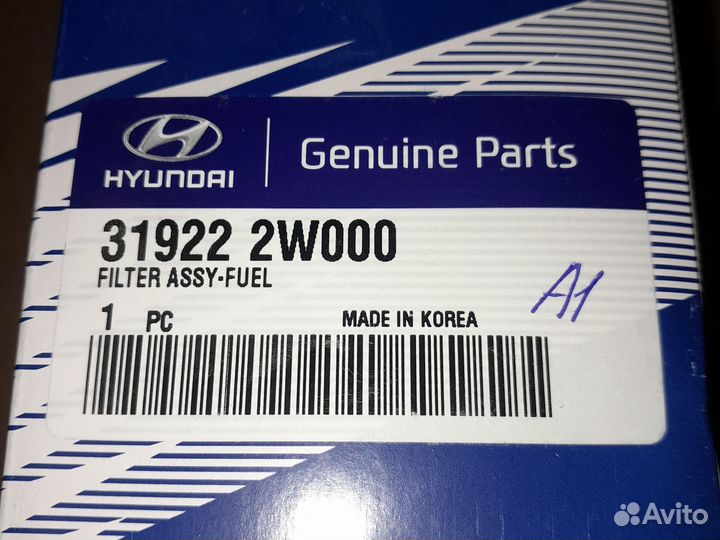 HYUNDAI
Genuine Parts
31922 2W000
FILTER ASSY-FUEL
A1
1 PC MADE IN KOREA
Avito